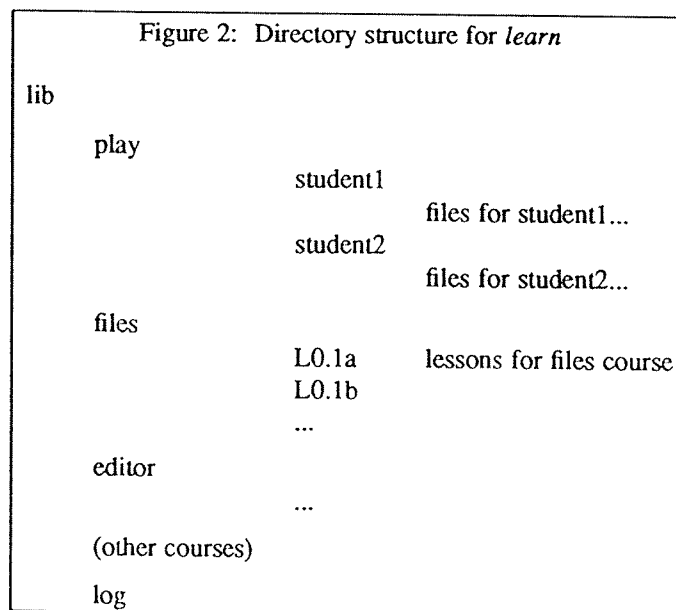 Figure 2: Directory structure for learn
lib
play
student1
files for student1...
student2
files for student2...
files
L0.1a lessons for files course
L0.1b
...
editor
...
(other courses)
log